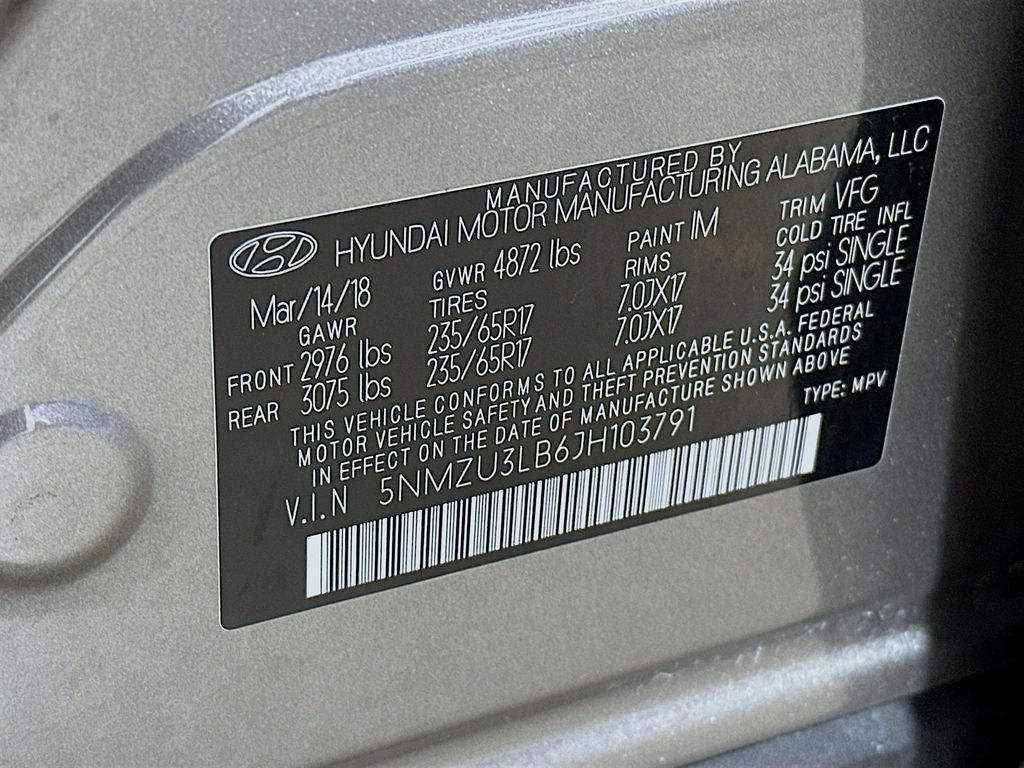 MANUFACTURED BY
HYUNDAI MOTOR MANUFACTURING ALABAMA, LLC
Mar/14/18 GVWR 4872 lbs PAINT IM TRIM VFG
GAWR TIRES RIMS COLD TIRE INFL
FRONT 2976 lbs 235/65R17 7.0JX17 34 psi SINGLE
REAR 3075 lbs 235/65R17 7.0JX17 34 psi SINGLE
THIS VEHICLE CONFORMS TO ALL APPLICABLE U.S.A. FEDERAL
MOTOR VEHICLE SAFETY AND THEFT PREVENTION STANDARDS
IN EFFECT ON THE DATE OF MANUFACTURE SHOWN ABOVE
V.I.N 5NMZU3LB6JH103791 TYPE: MPV